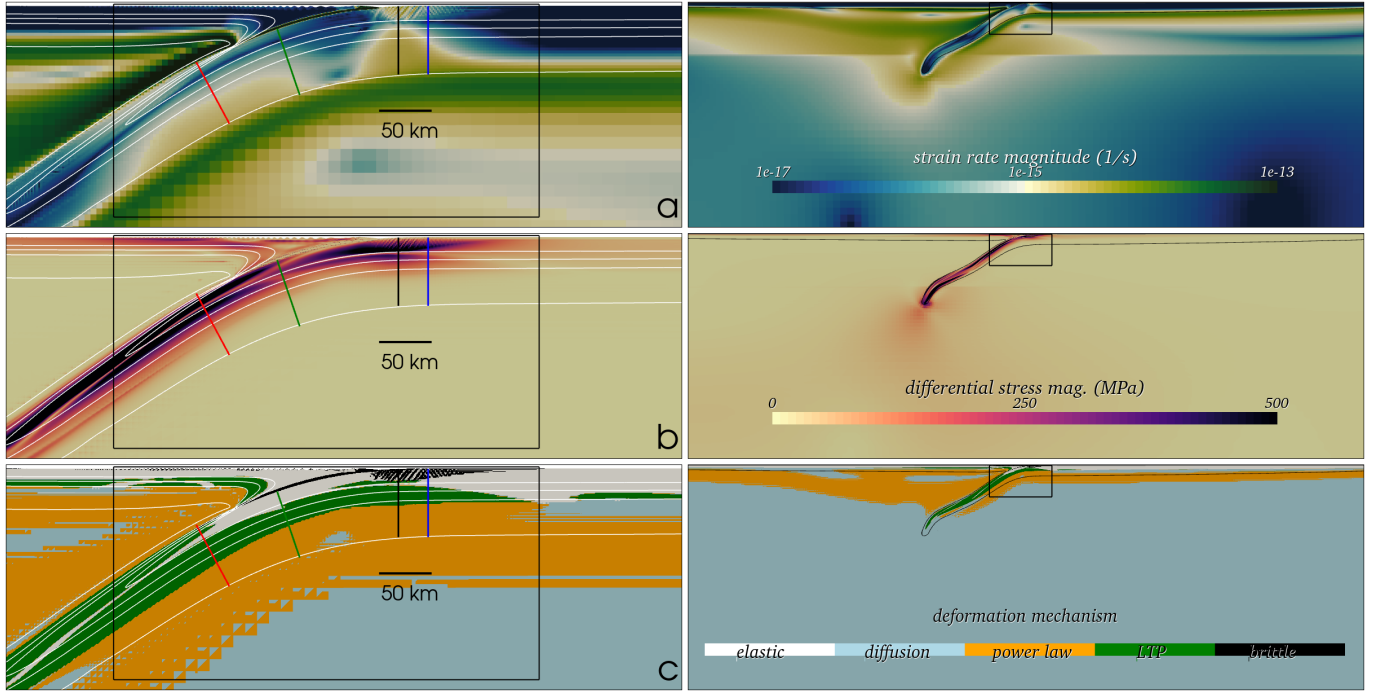 50 km
a
strain rate magnitude (1/s)
1e-17 1e-15 1e-13
50 km
b
differential stress mag. (MPa)
0 250 500
50 km
c
deformation mechanism
elastic diffusion power law LTP brittle